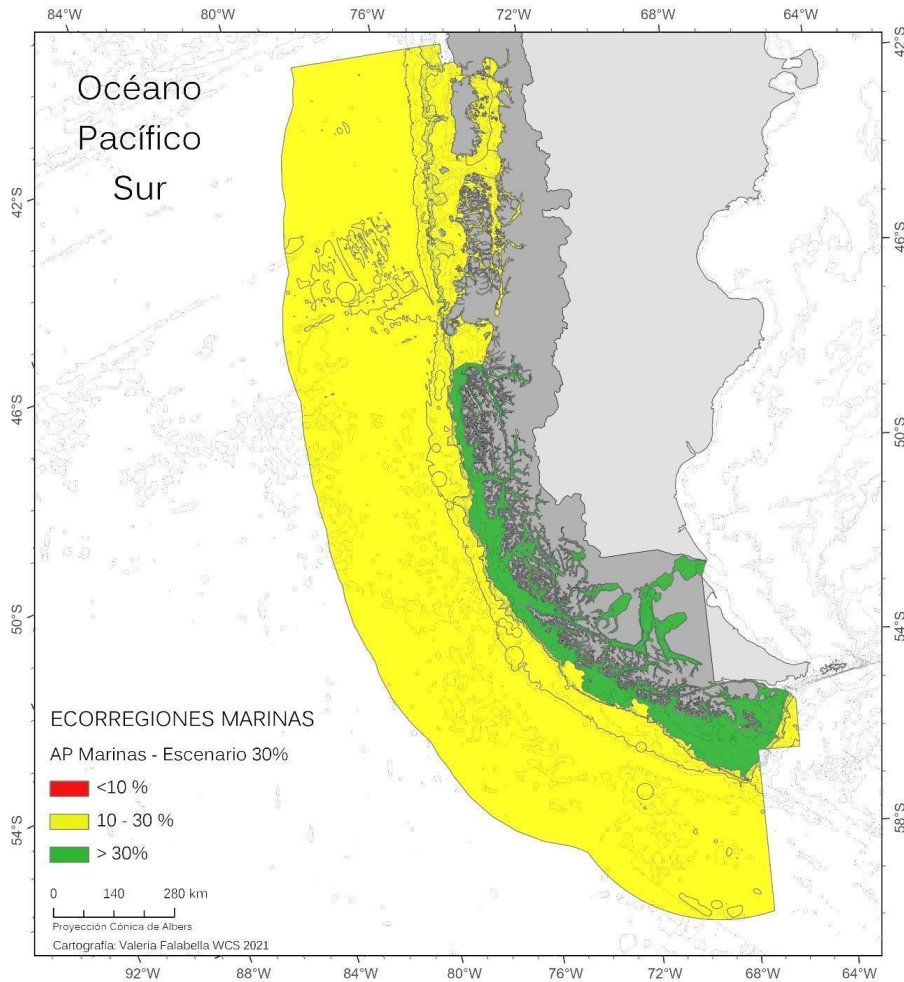 84°W 80°W 76°W 72°W 68°W 64°W
42°S
Océano
Pacífico
Sur
42°S
46°S
46°S
50°S
50°S
54°S
ECORREGIONES MARINAS
AP Marinas - Escenario 30%
<10 %
10 - 30 %
> 30%
54°S
58°S
0 140 280 km
Proyección Cónica de Albers
Cartografía: Valeria Falabella WCS 2021
92°W 88°W 84°W 80°W 76°W 72°W 68°W 64°W